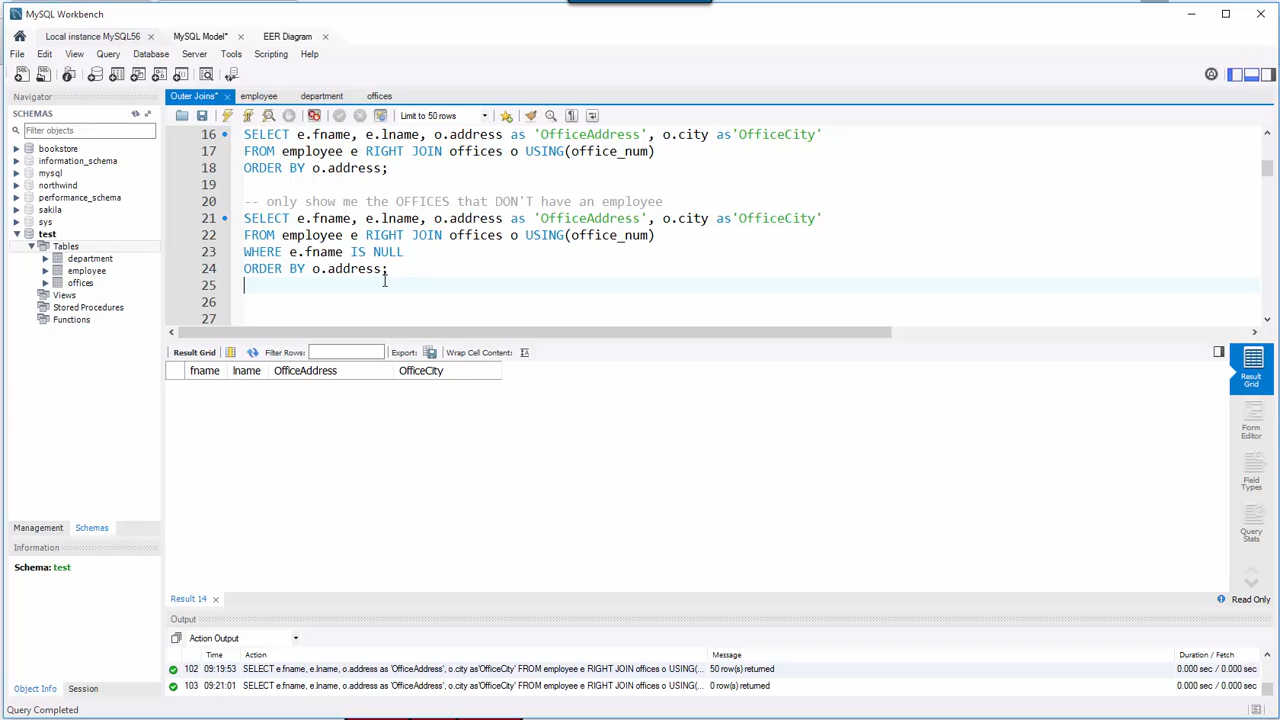 MySQL Workbench
Local instance MySQL56 MySQL Model* EER Diagram
File Edit View Query Database Server Tools Scripting Help
Navigator
SCHEMAS
Filter objects
bookstore
information_schema
mysql
northwind
performance_schema
sakila
sys
test
Tables
department
employee
offices
Views
Stored Procedures
Functions
Management Schemas
Information
Schema: test
Object Info Session
Query Completed
Outer Joins* employee department offices
Limit to 50 rows
16 SELECT e.fname, e.lname, o.address as 'OfficeAddress', o.city as'OfficeCity'
17 FROM employee e RIGHT JOIN offices o USING(office_num)
18 ORDER BY o.address;
19
20 -- only show me the OFFICES that DON'T have an employee
21 SELECT e.fname, e.lname, o.address as 'OfficeAddress', o.city as'OfficeCity'
22 FROM employee e RIGHT JOIN offices o USING(office_num)
23 WHERE e.fname IS NULL
24 ORDER BY o.address;
25
26
27
Result Grid Filter Rows: Export: Wrap Cell Content:
fname lname OfficeAddress OfficeCity
Result Grid
Form Editor
Field Types
Query Stats
Result 14 Read Only
Output
Action Output
Time Action Message Duration / Fetch
102 09:19:53 SELECT e.fname, e.lname, o.address as 'OfficeAddress', o.city as'OfficeCity' FROM employee e RIGHT JOIN offices o USING(... 50 row(s) returned 0.000 sec / 0.000 sec
103 09:21:01 SELECT e.fname, e.lname, o.address as 'OfficeAddress', o.city as'OfficeCity' FROM employee e RIGHT JOIN offices o USING(... 0 row(s) returned 0.000 sec / 0.000 sec